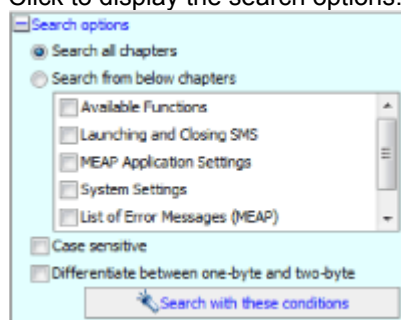 Click to display the search options.
Search options
Search all chapters
Search from below chapters
Available Functions
Launching and Closing SMS
MEAP Application Settings
System Settings
List of Error Messages (MEAP)
Case sensitive
Differentiate between one-byte and two-byte
Search with these conditions